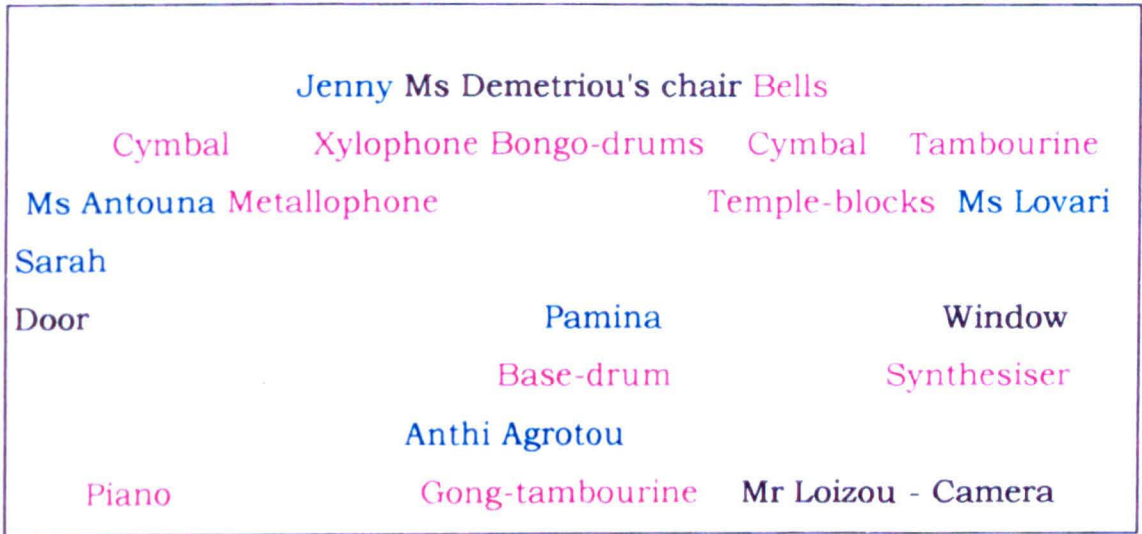 Jenny Ms Demetriou's chair Bells
Cymbal Xylophone Bongo-drums Cymbal Tambourine
Ms Antouna Metallophone Temple-blocks Ms Lovari
Sarah
Door Pamina Window
Base-drum Synthesiser
Anthi Agrotou
Piano Gong-tambourine Mr Loizou - Camera